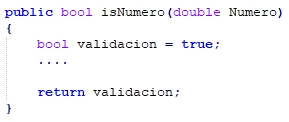 public bool isNumero(double Numero)
{
bool validacion = true;
....
return validacion;
}